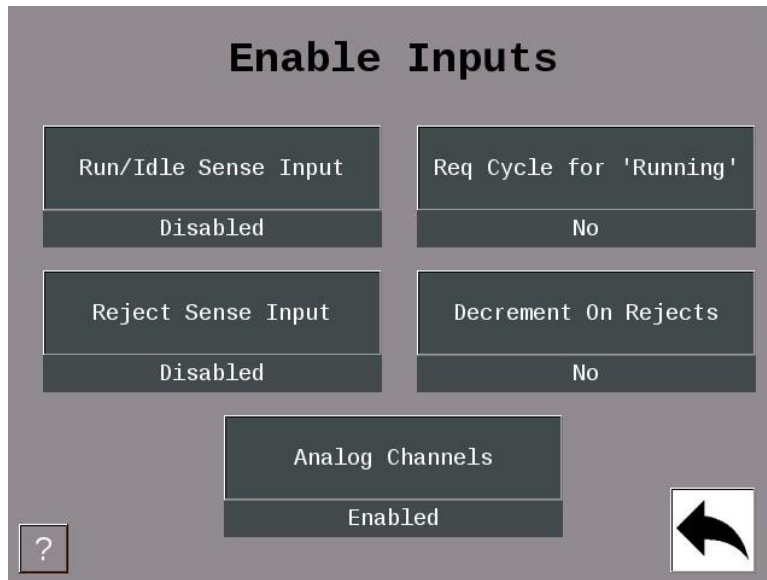 Enable Inputs
Run/Idle Sense Input
Disabled
Req Cycle for 'Running'
No
Reject Sense Input
Disabled
Decrement On Rejects
No
Analog Channels
Enabled
?